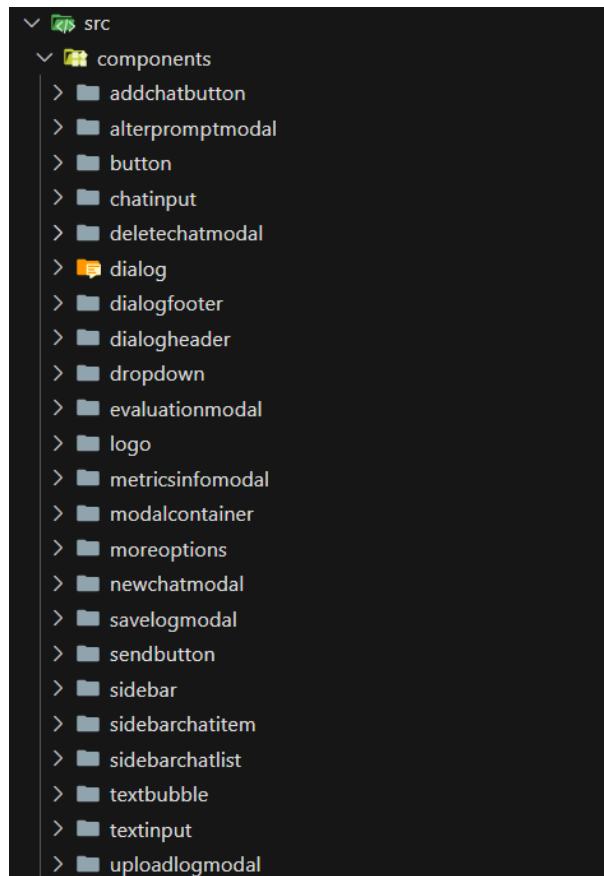 src
components
addchatbutton
alterpromptmodal
button
chatinput
deletechatmodal
dialog
dialogfooter
dialogheader
dropdown
evaluationmodal
logo
metricsinfomodal
modalcontainer
moreoptions
newchatmodal
savelogmodal
sendbutton
sidebar
sidebarchatitem
sidebarchatlist
textbubble
textinput
uploadlogmodal